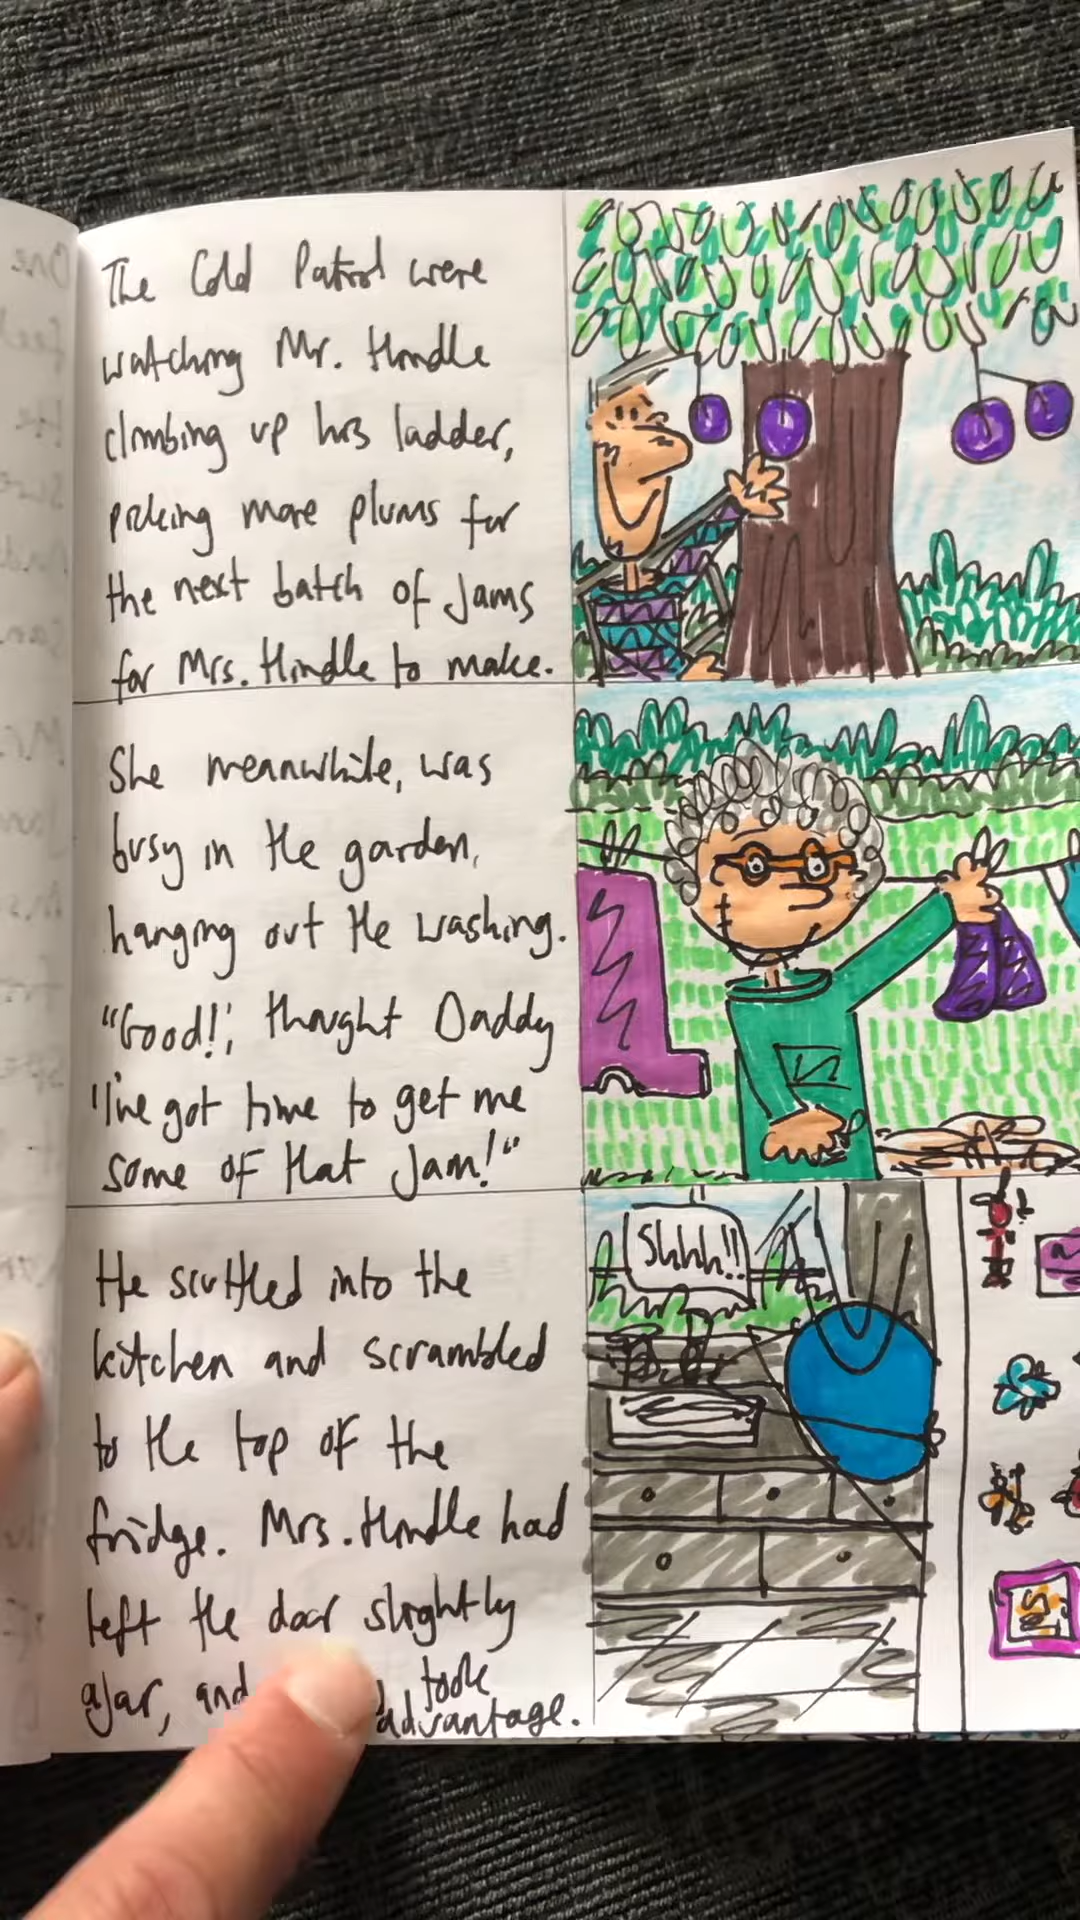 The Cold Patrol were
watching Mr. Hindle
climbing up his ladder,
picking more plums for
the next batch of Jams
for Mrs. Hindle to make.
She meanwhile, was
busy in the garden,
hanging out the washing.
"Good!", thought Daddy
"I've got time to get me
some of that Jam!"
He scuttled into the
kitchen and scrambled
to the top of the
fridge. Mrs. Hindle had
left the door slightly
ajar, and took
advantage.
Shhh!!